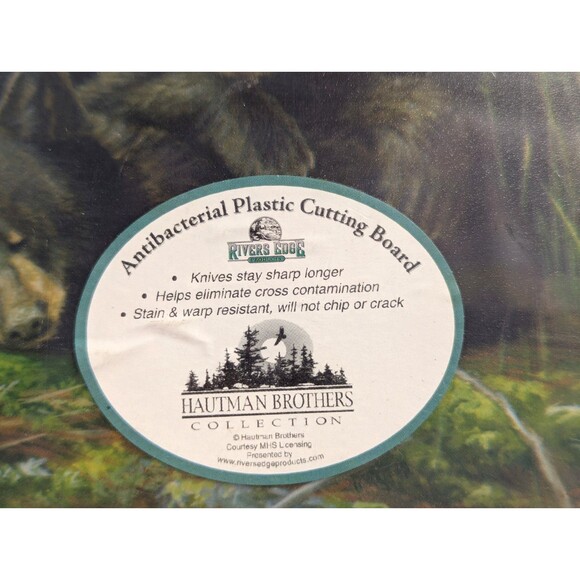 Antibacterial Plastic Cutting Board
RIVERS EDGE
• Knives stay sharp longer
• Helps eliminate cross contamination
• Stain & warp resistant, will not chip or crack
HAUTMAN BROTHERS
COLLECTION
© Hautman Brothers
Courtesy MHS Licensing
Presented by
www.riversedgeproducts.com